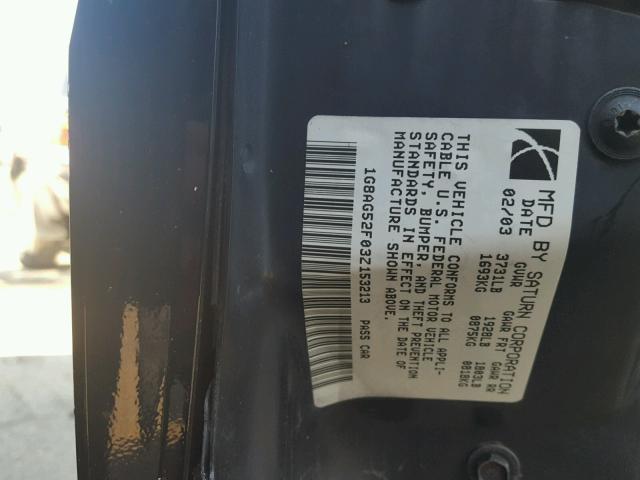 MFD BY SATURN CORPORATION
DATE GVWR GAWR FRT GAWR RR
02/03 3731LB 1928LB 1803LB
1693KG 0875KG 0818KG
THIS VEHICLE CONFORMS TO ALL APPLI-
CABLE U.S. FEDERAL MOTOR VEHICLE
SAFETY, BUMPER, AND THEFT PREVENTION
STANDARDS IN EFFECT ON THE DATE OF
MANUFACTURE SHOWN ABOVE.
1G8AG52F03Z153213 PASS CAR